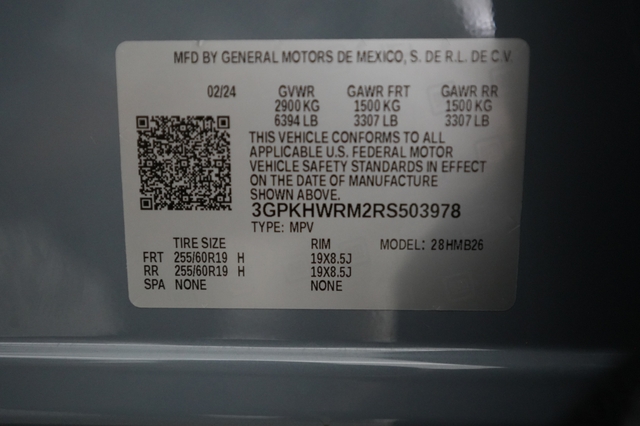 MFD BY GENERAL MOTORS DE MEXICO, S. DE R.L. DE C.V
02/24 GVWR GAWR FRT GAWR RR
2900 KG 1500 KG 1500 KG
6394 LB 3307 LB 3307 LB
THIS VEHICLE CONFORMS TO ALL
APPLICABLE U.S. FEDERAL MOTOR
VEHICLE SAFETY STANDARDS IN EFFECT
ON THE DATE OF MANUFACTURE
SHOWN ABOVE.
3GPKHWRM2RS503978
TYPE: MPV
TIRE SIZE RIM MODEL: 28HMB26
FRT 255/60R19 H 19X8.5J
RR 255/60R19 H 19X8.5J
SPA NONE NONE